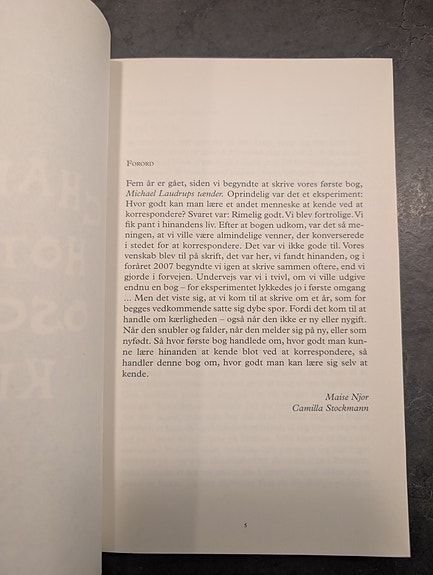 FORORD
Fem år er gået, siden vi begyndte at skrive vores første bog,
Michael Laudrups tænder. Oprindelig var det et eksperiment:
Hvor godt kan man lære et andet menneske at kende ved at
korrespondere? Svaret var: Rimelig godt. Vi blev fortrolige. Vi
fik pant i hinandens liv. Efter at bogen udkom, var det så me-
ningen, at vi ville være almindelige venner, der konverserede
i stedet for at korrespondere. Det var vi ikke gode til. Vores
venskab blev til på skrift, det var her, vi fandt hinanden, og i
foråret 2007 begyndte vi igen at skrive sammen oftere, end vi
gjorde i forvejen. Undervejs var vi i tvivl, om vi ville udgive
endnu en bog – for eksperimentet lykkedes jo i første omgang
... Men det viste sig, at vi kom til at skrive om et år, som for
begges vedkommende satte sig dybe spor. Fordi det kom til at
handle om kærligheden – også når den ikke er ny eller nygift.
Når den snubler og falder, når den melder sig på ny, eller som
nyfødt. Så hvor første bog handlede om, hvor godt man kun-
ne lære hinanden at kende blot ved at korrespondere, så
handler denne bog om, hvor godt man kan lære sig selv at
kende.
Maise Njor
Camilla Stockmann
5